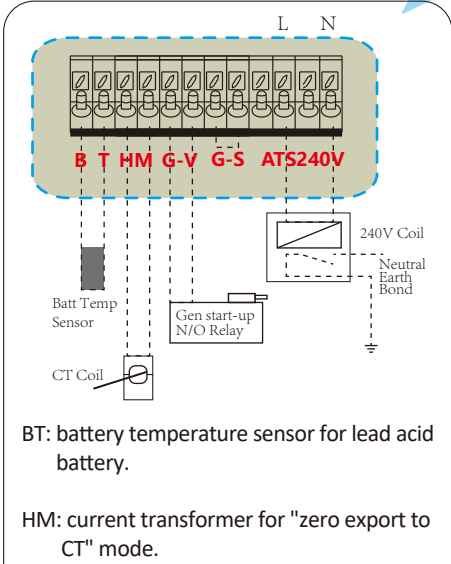 L N
B T HM G-V G-S ATS240V
240V Coil
Neutral
Earth
Bond
Batt Temp
Sensor
Gen start-up
N/O Relay
CT Coil
BT: battery temperature sensor for lead acid
battery.
HM: current transformer for "zero export to
CT" mode.